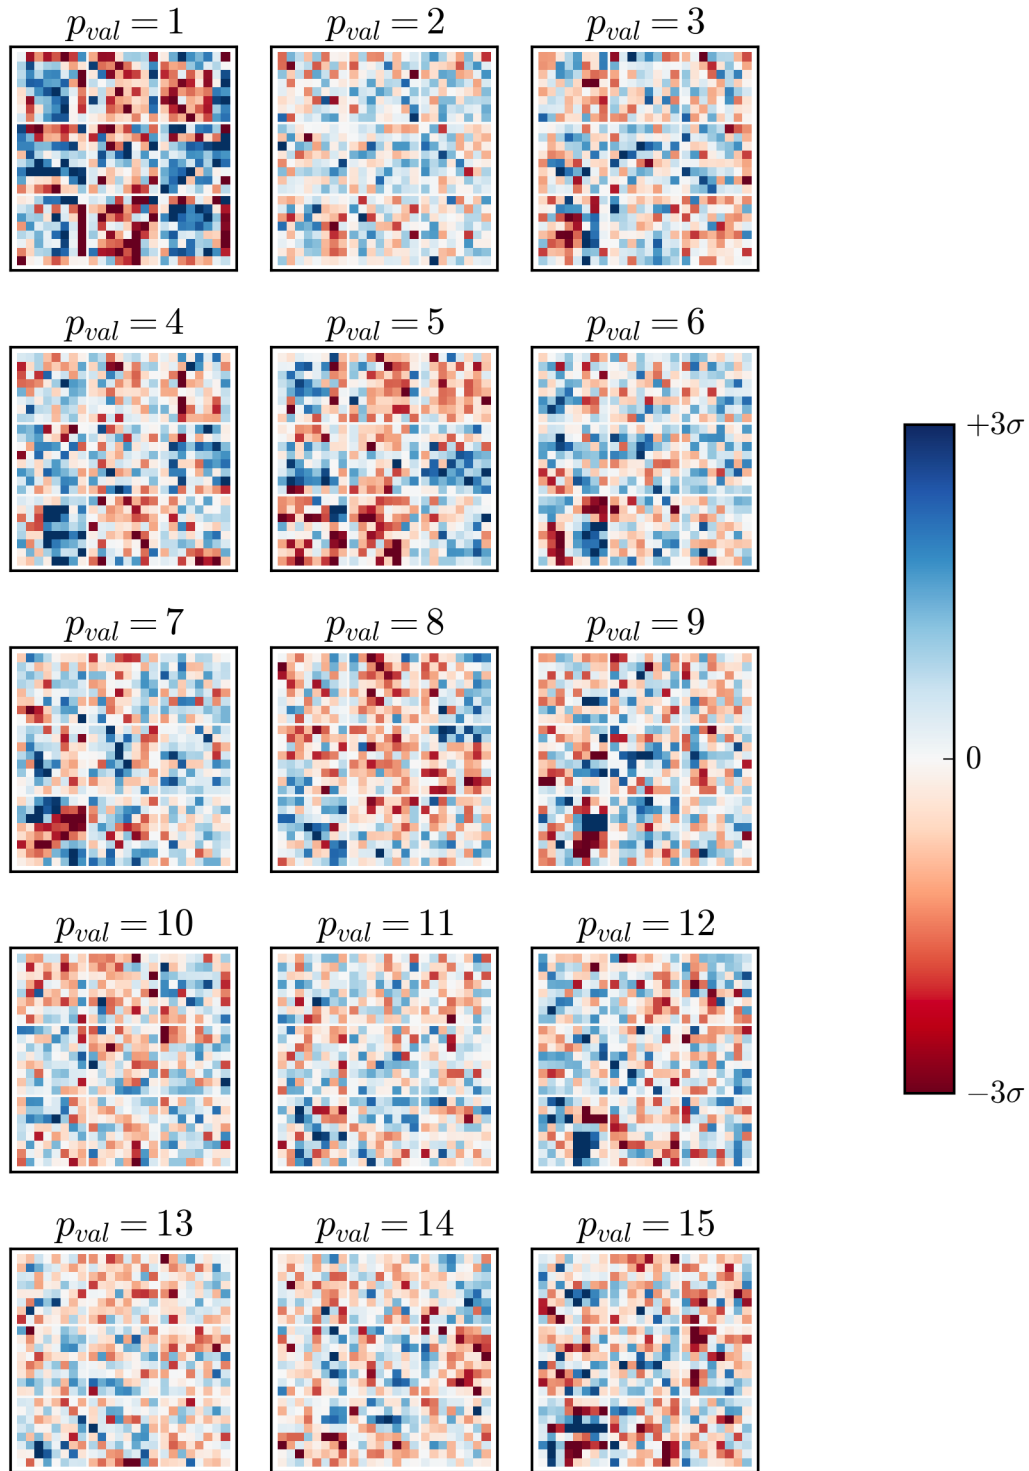 p_val = 1 p_val = 2 p_val = 3
p_val = 4 p_val = 5 p_val = 6
+3σ
p_val = 7 p_val = 8 p_val = 9
0
p_val = 10 p_val = 11 p_val = 12
−3σ
p_val = 13 p_val = 14 p_val = 15